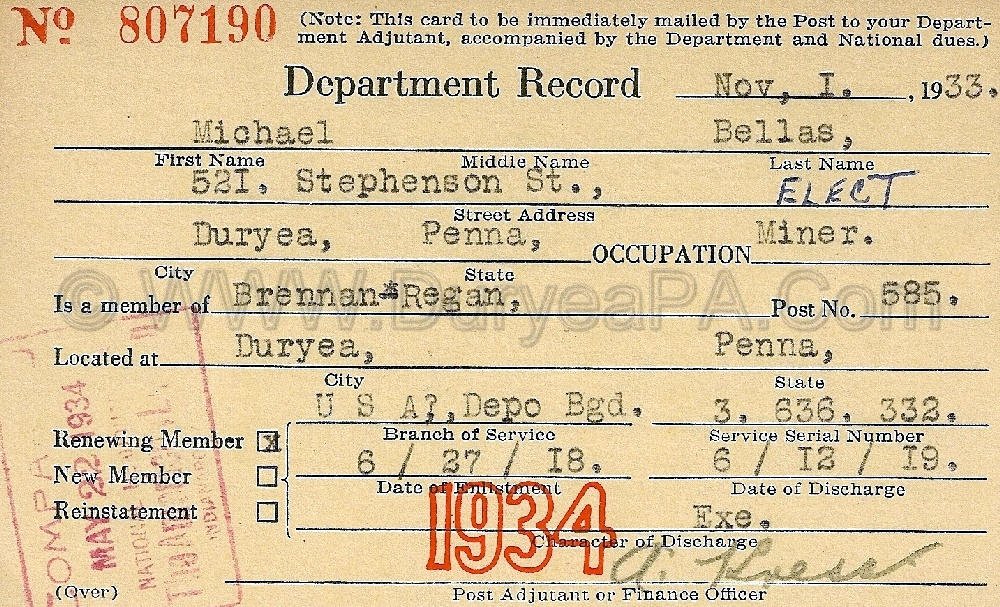 Nº 807190 (Note: This card to be immediately mailed by the Post to your Depart-
ment Adjutant, accompanied by the Department and National dues.)
Department Record Nov, I. , 1933.
Michael Bellas,
First Name Middle Name Last Name
52I. Stephenson St.,
ELECT
Street Address
Duryea, Penna, OCCUPATION Miner.
City State
© WWW.DuryeaPA.Com
Is a member of Brennan*Regan, Post No. 585.
Located at Duryea, Penna,
City State
U S A?,Depo Bgd. 3. 636. 332.
Renewing Member x Branch of Service Service Serial Number
6 / 27 / I8. 6 / I2 / I9.
New Member Date of Enlistment Date of Discharge
Reinstatement Exe.
1934
Character of Discharge
(Over) Post Adjutant or Finance Officer
MAY 22 1934